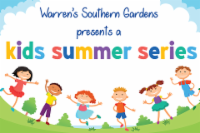 Warren's Southern Gardens
presents a
kids summer series